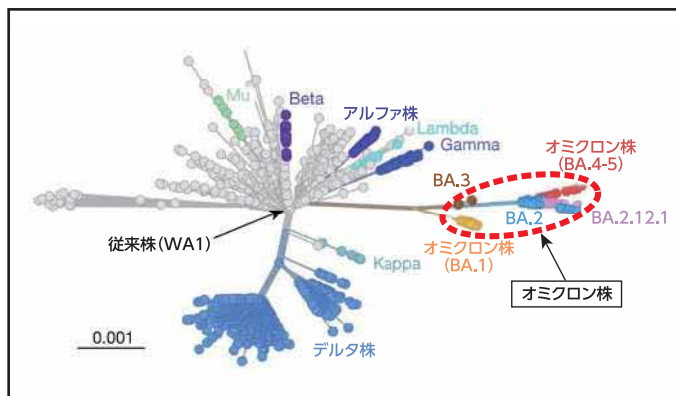 Mu
Beta
アルファ株
Lambda
Gamma
オミクロン株
(BA.4-5)
BA.3
BA.2
BA.2.12.1
従来株(WA1)
オミクロン株
(BA.1)
Kappa
オミクロン株
0.001
デルタ株